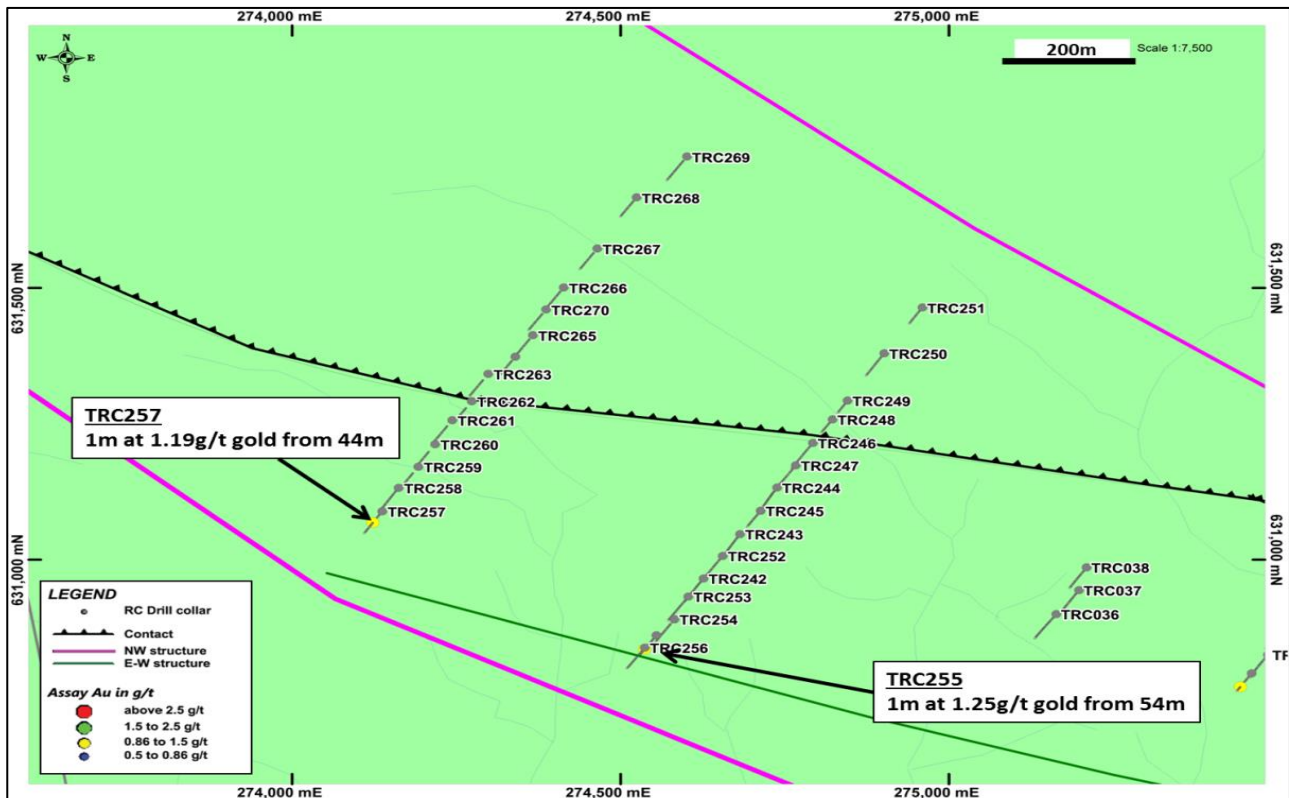 274,000 mE
274,500 mE
275,000 mE
N
W E
S
200m
Scale 1:7,500
TRC269
TRC268
TRC267
631,500 mN
631,500 mN
TRC266
TRC251
TRC270
TRC265
TRC250
TRC263
TRC262
TRC249
TRC257
1m at 1.19g/t gold from 44m
TRC261
TRC248
TRC260
TRC246
TRC259
TRC247
TRC258
TRC244
TRC257
TRC245
TRC243
TRC252
631,000 mN
631,000 mN
TRC038
TRC242
TRC037
TRC253
TRC036
TRC254
TRC256
TR
TRC255
1m at 1.25g/t gold from 54m
LEGEND
RC Drill collar
Contact
NW structure
E-W structure
Assay Au in g/t
above 2.5 g/t
1.5 to 2.5 g/t
0.86 to 1.5 g/t
0.5 to 0.86 g/t
274,000 mE
274,500 mE
275,000 mE